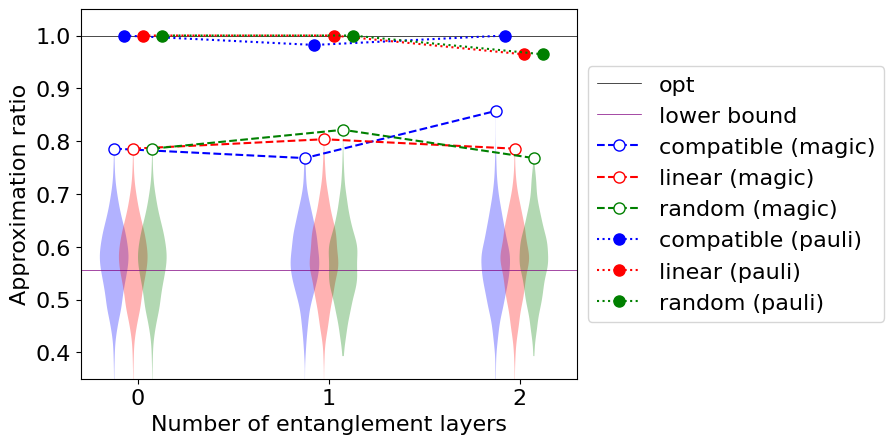 1.0
0.9
0.8
0.7
0.6
0.5
0.4
Approximation ratio
0 1 2
Number of entanglement layers
opt
lower bound
compatible (magic)
linear (magic)
random (magic)
compatible (pauli)
linear (pauli)
random (pauli)